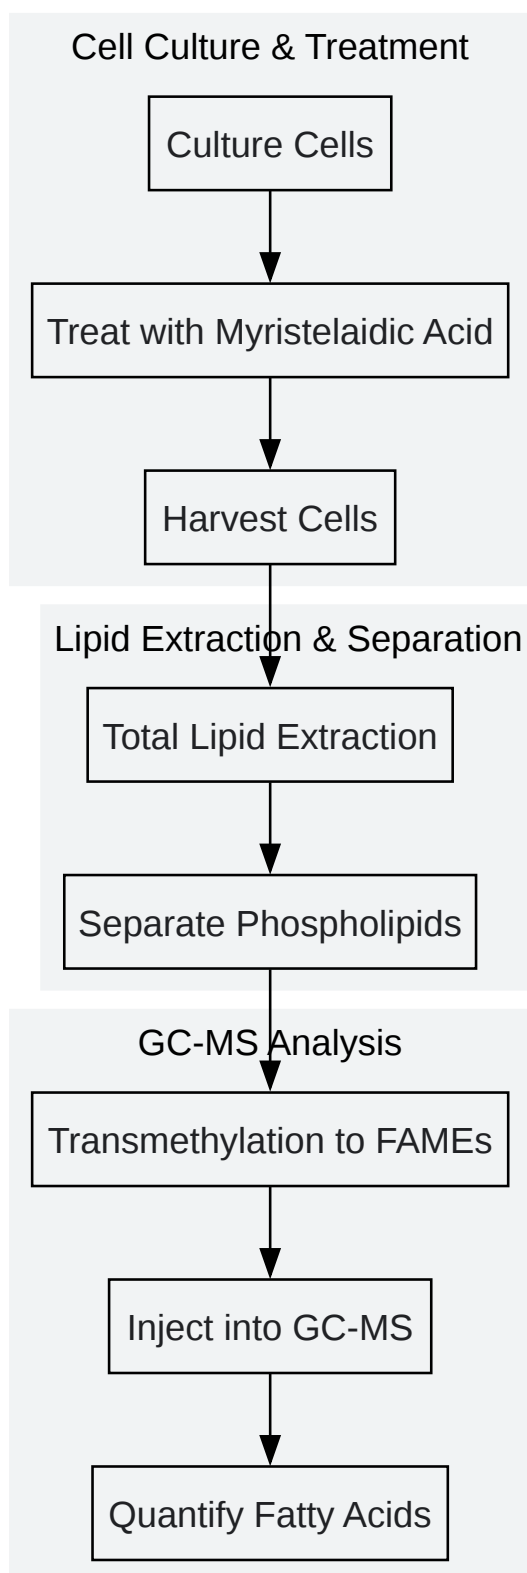 Cell Culture & Treatment
Culture Cells
Treat with Myristelaidic Acid
Harvest Cells
Lipid Extraction & Separation
Total Lipid Extraction
Separate Phospholipids
GC-MS Analysis
Transmethylation to FAMEs
Inject into GC-MS
Quantify Fatty Acids